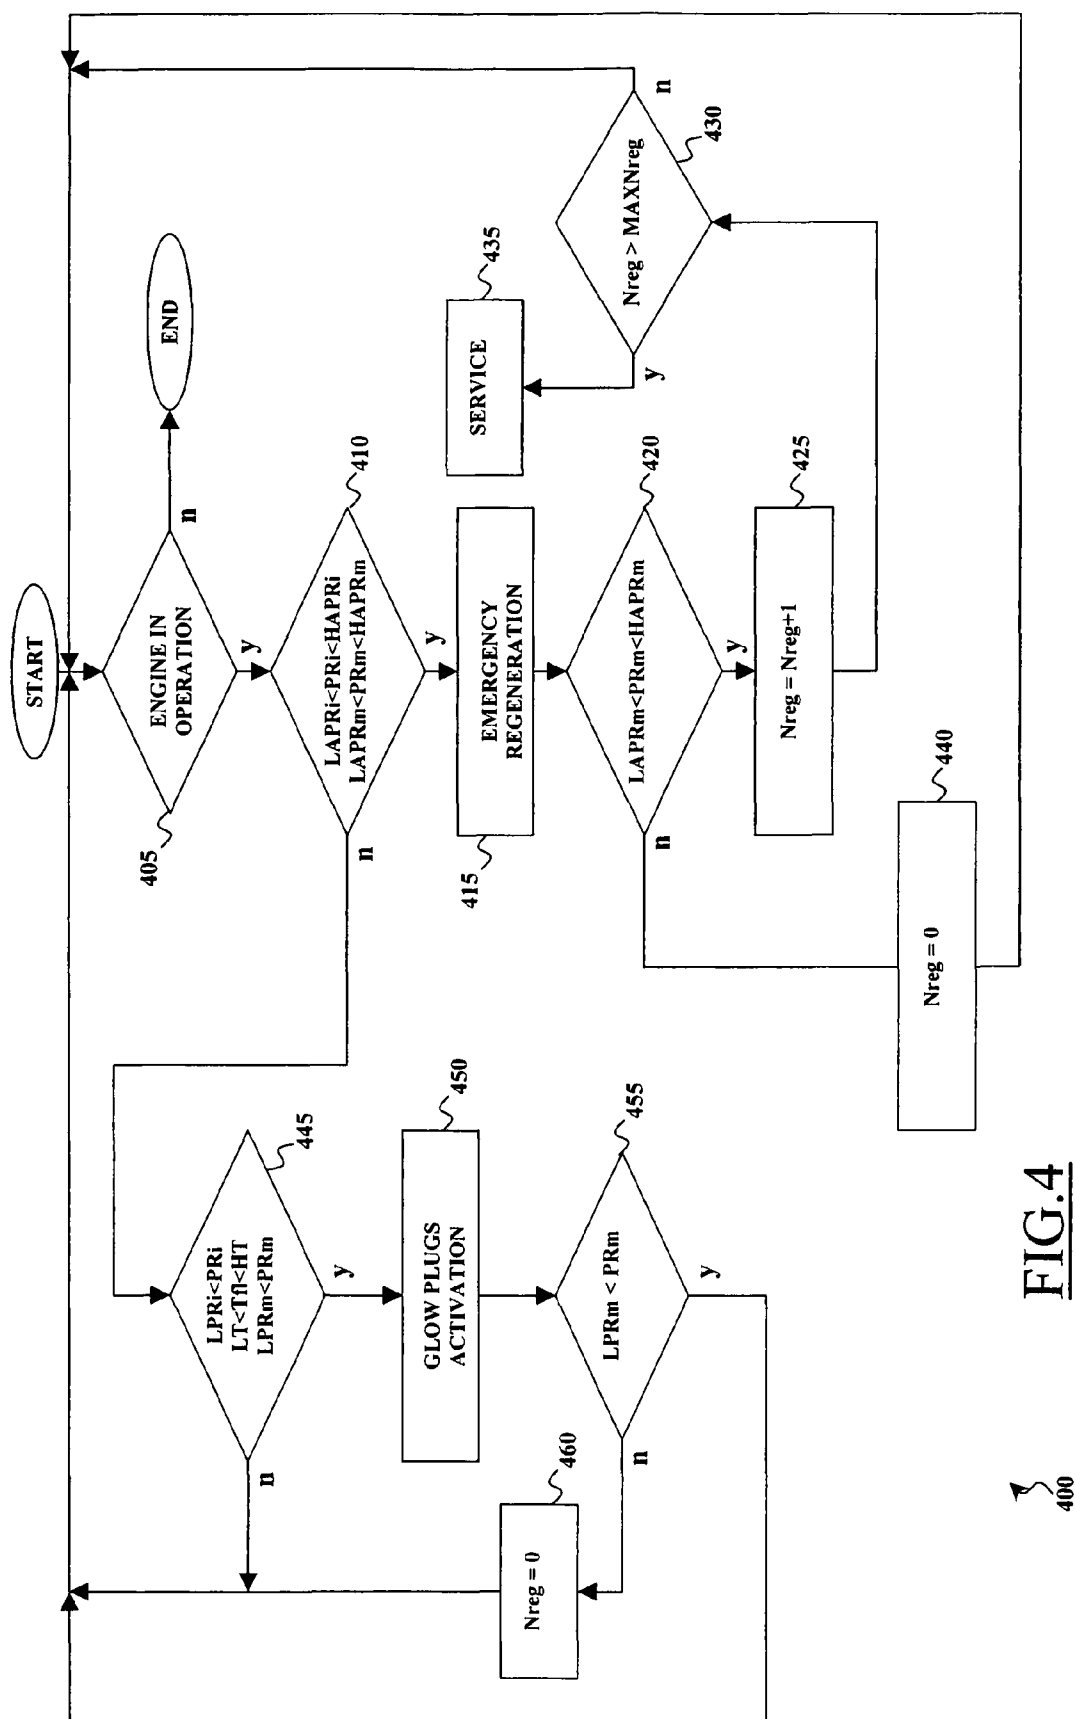 START
ENGINE IN
OPERATION
405
n
END
y
LAPRi<PRi<HAPRi
LAPRm<PRm<HAPRm
410
n
y
EMERGENCY
REGENERATION
415
LAPRm<PRm<HAPRm
420
n
y
Nreg = Nreg+1
425
Nreg > MAXNreg
430
n
y
SERVICE
435
Nreg = 0
440
LPRi<PRi
LT<Tfl<HT
LPRm<PRm
445
n
y
GLOW PLUGS
ACTIVATION
450
LPRm < PRm
455
n
y
Nreg = 0
460
400
FIG.4